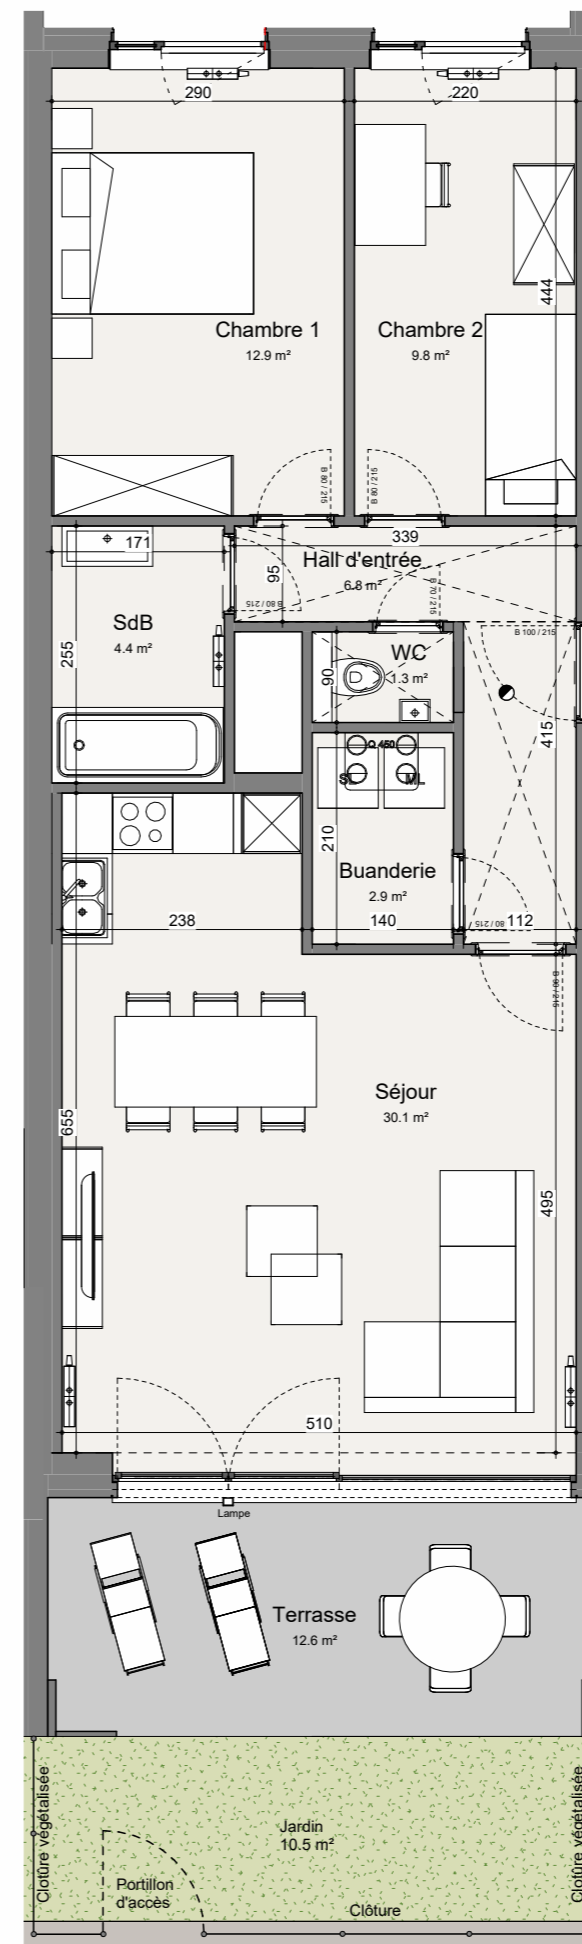 290
220
444
Chambre 1
12.9 m²
Chambre 2
9.8 m²
B 80 / 215
B 80 / 215
171
339
Hall d'entrée
6.8 m²
95
B 80 / 215
B 70 / 215
SdB
4.4 m²
255
B 100 / 215
WC
1.3 m²
90
415
Q 450
SL
ML
210
Buanderie
2.9 m²
238
140
80 / 215
112
B 90 / 215
Séjour
30.1 m²
655
495
510
Lampe
Terrasse
12.6 m²
Clotûre végétalisée
Clotûre végétalisée
Jardin
10.5 m²
Portillon
d'accès
Clôture